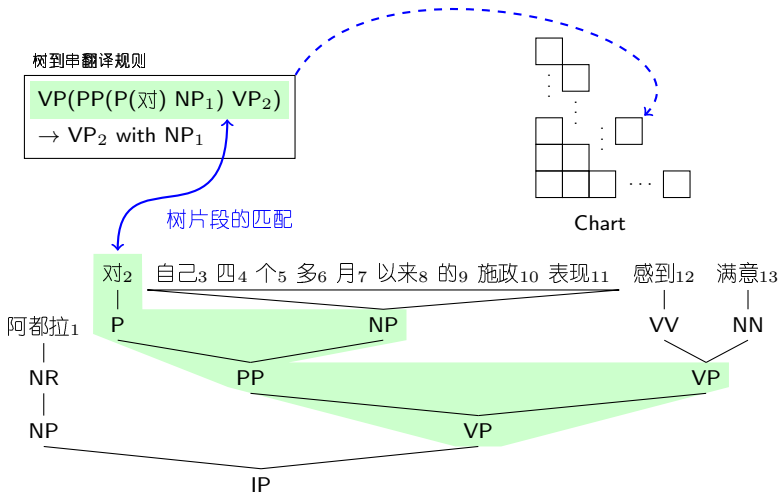 树到串翻译规则
VP(PP(P(对) NP₁) VP₂)
→ VP₂ with NP₁
树片段的匹配
Chart
对₂ 自己₃ 四₄ 个₅ 多₆ 月₇ 以来₈ 的₉ 施政₁₀ 表现₁₁ 感到₁₂ 满意₁₃
阿都拉₁ P NP VV NN
NR PP VP
NP VP
IP